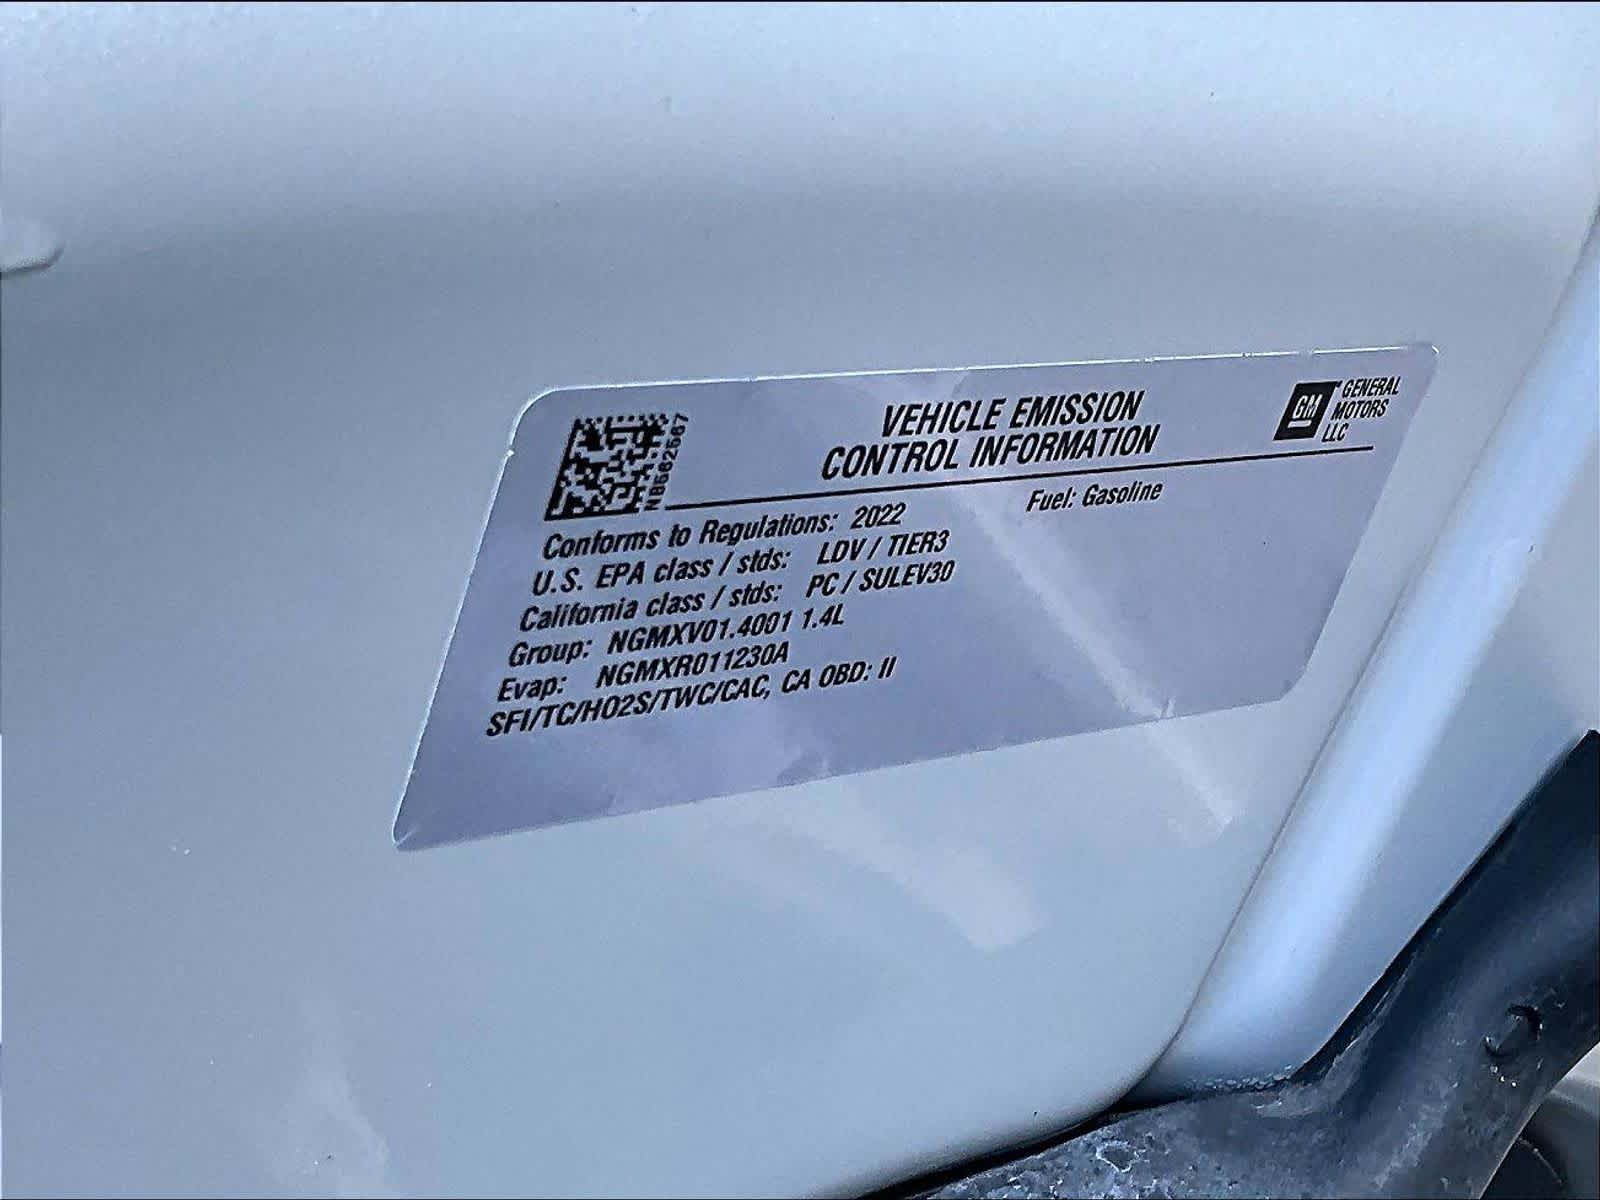 VEHICLE EMISSION
CONTROL INFORMATION
GM
GENERAL
MOTORS
LLC
Fuel: Gasoline
Conforms to Regulations: 2022
U.S. EPA class / stds: LDV / TIER3
California class / stds: PC / SULEV30
Group: NGMXV01.4001 1.4L
Evap: NGMXR011230A
SFI/TC/HO2S/TWC/CAC, CA OBD: II